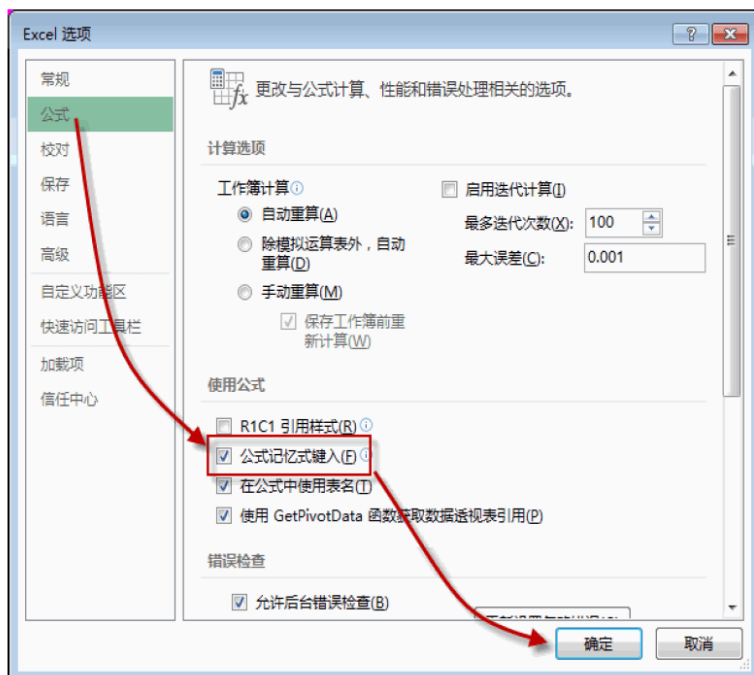 Excel 选项
常规
公式
校对
保存
语言
高级
自定义功能区
快速访问工具栏
加载项
信任中心
更改与公式计算、性能和错误处理相关的选项。
计算选项
工作簿计算
自动重算(A)
除模拟运算表外，自动
重算(D)
手动重算(M)
保存工作簿前重
新计算(W)
启用迭代计算(I)
最多迭代次数(X): 100
最大误差(C): 0.001
使用公式
R1C1 引用样式(R)
公式记忆式键入(F)
在公式中使用表名(T)
使用 GetPivotData 函数获取数据透视表引用(P)
错误检查
允许后台错误检查(B)
确定
取消